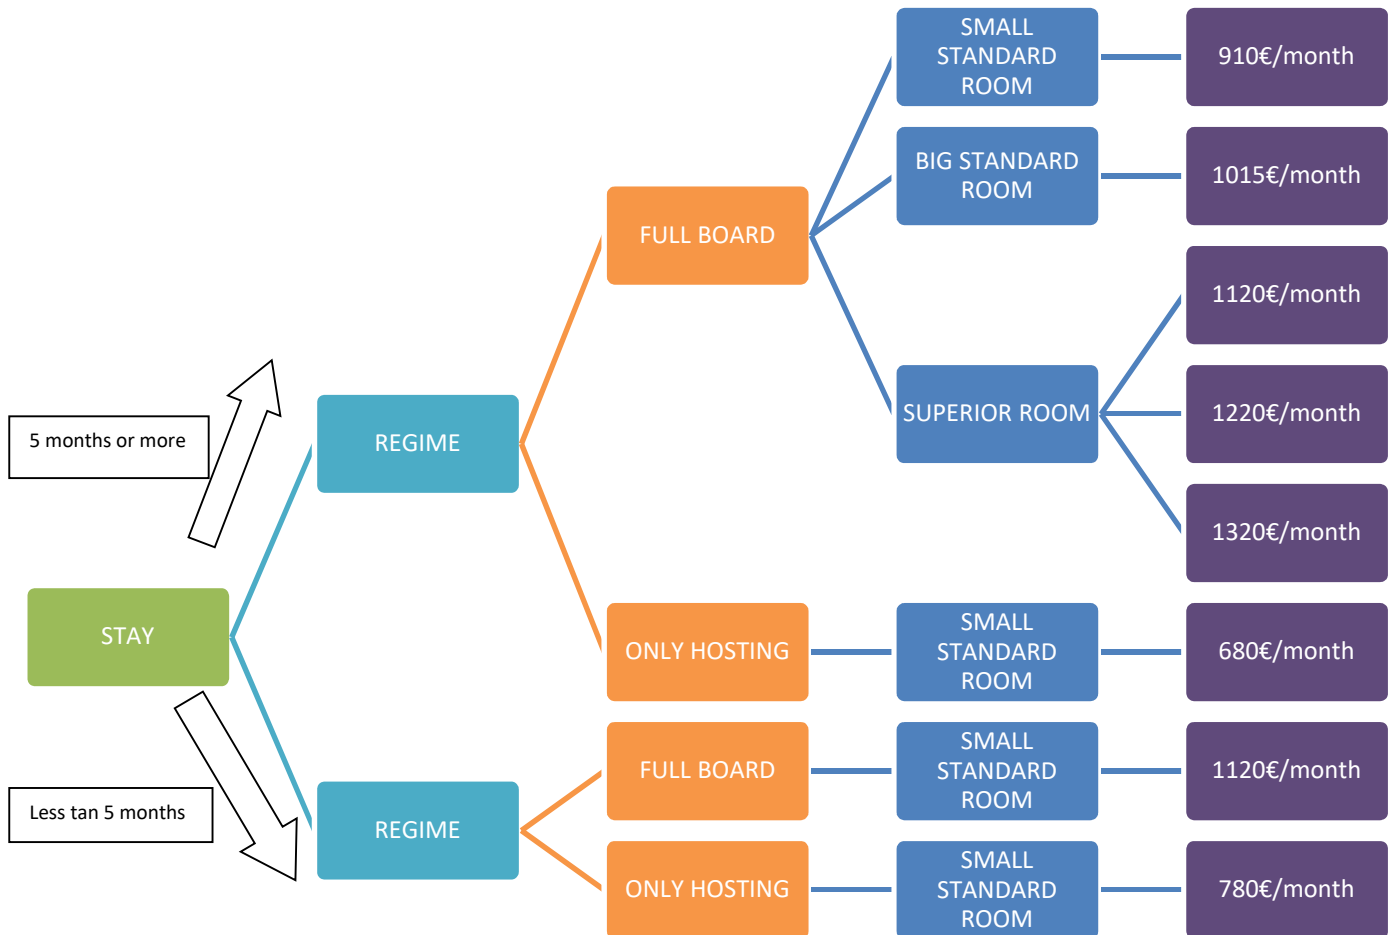 SMALL
STANDARD
ROOM
910€/month
BIG STANDARD
ROOM
1015€/month
FULL BOARD
1120€/month
SUPERIOR ROOM
1220€/month
1320€/month
5 months or more
REGIME
STAY
ONLY HOSTING
SMALL
STANDARD
ROOM
680€/month
FULL BOARD
SMALL
STANDARD
ROOM
1120€/month
Less tan 5 months
REGIME
ONLY HOSTING
SMALL
STANDARD
ROOM
780€/month